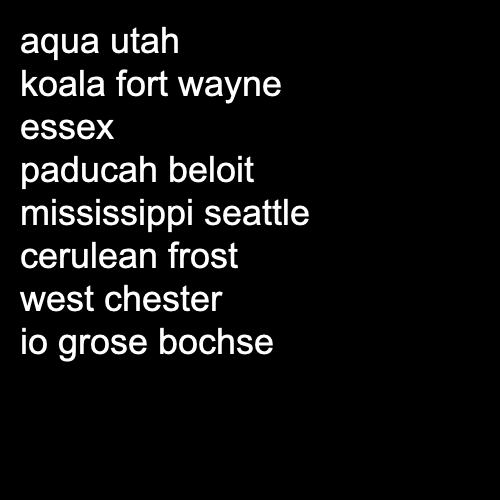 aqua utah
koala fort wayne
essex
paducah beloit
mississippi seattle
cerulean frost
west chester
io grose bochse